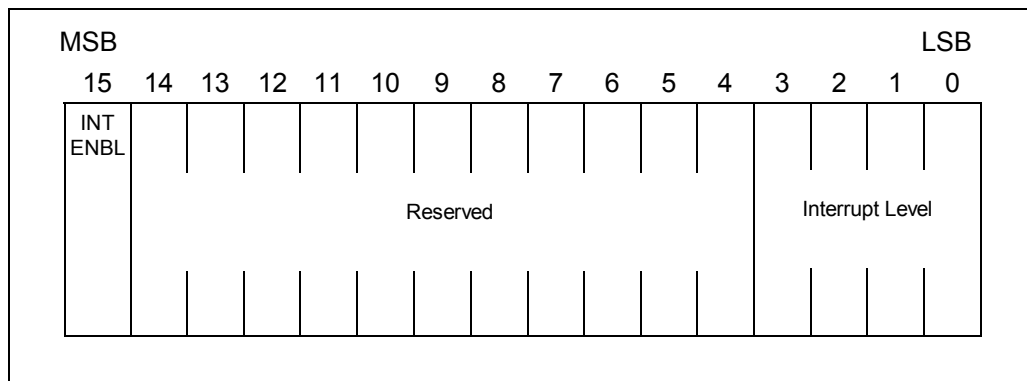 MSB LSB
15 14 13 12 11 10 9 8 7 6 5 4 3 2 1 0
INT
ENBL
Reserved Interrupt Level